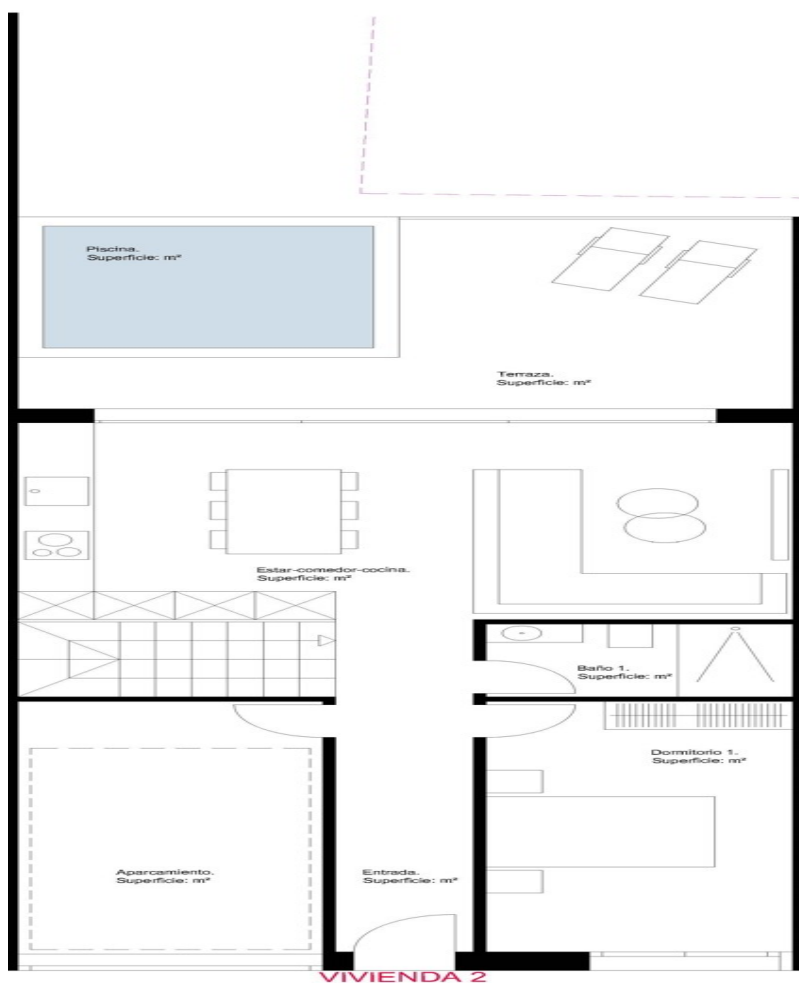 Piscina.
Superficie: m²
Terraza.
Superficie: m²
Estar-comedor-cocina.
Superficie: m²
Baño 1.
Superficie: m²
Dormitorio 1.
Superficie: m²
Aparcamiento.
Superficie: m²
Entrada.
Superficie: m²
VIVIENDA 2